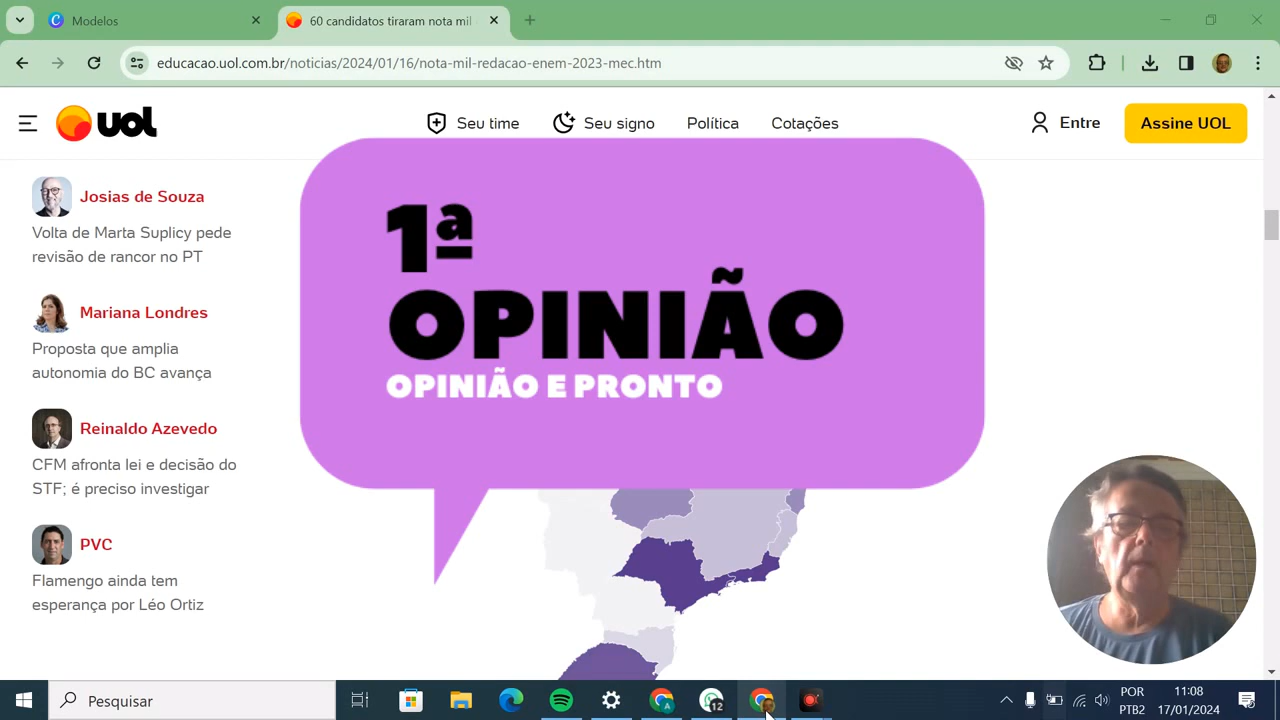 Modelos
60 candidatos tiraram nota mil
educacao.uol.com.br/noticias/2024/01/16/nota-mil-redacao-enem-2023-mec.htm
UOL
Seu time
Seu signo
Política
Cotações
Entre
Assine UOL
Josias de Souza
Volta de Marta Suplicy pede
revisão de rancor no PT
Mariana Londres
Proposta que amplia
autonomia do BC avança
Reinaldo Azevedo
CFM afronta lei e decisão do
STF; é preciso investigar
PVC
Flamengo ainda tem
esperança por Léo Ortiz
1ª
OPINIÃO
OPINIÃO E PRONTO
Pesquisar
A
12
POR
PTB2
11:08
17/01/2024